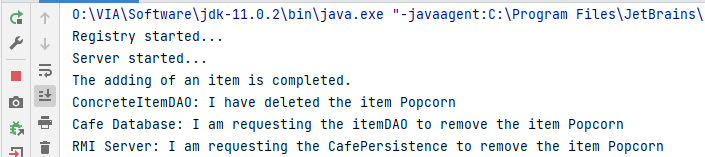 O:\VIA\Software\jdk-11.0.2\bin\java.exe "-javaagent:C:\Program Files\JetBrains\
Registry started...
Server started...
The adding of an item is completed.
ConcreteItemDAO: I have deleted the item Popcorn
Cafe Database: I am requesting the itemDAO to remove the item Popcorn
RMI Server: I am requesting the CafePersistence to remove the item Popcorn